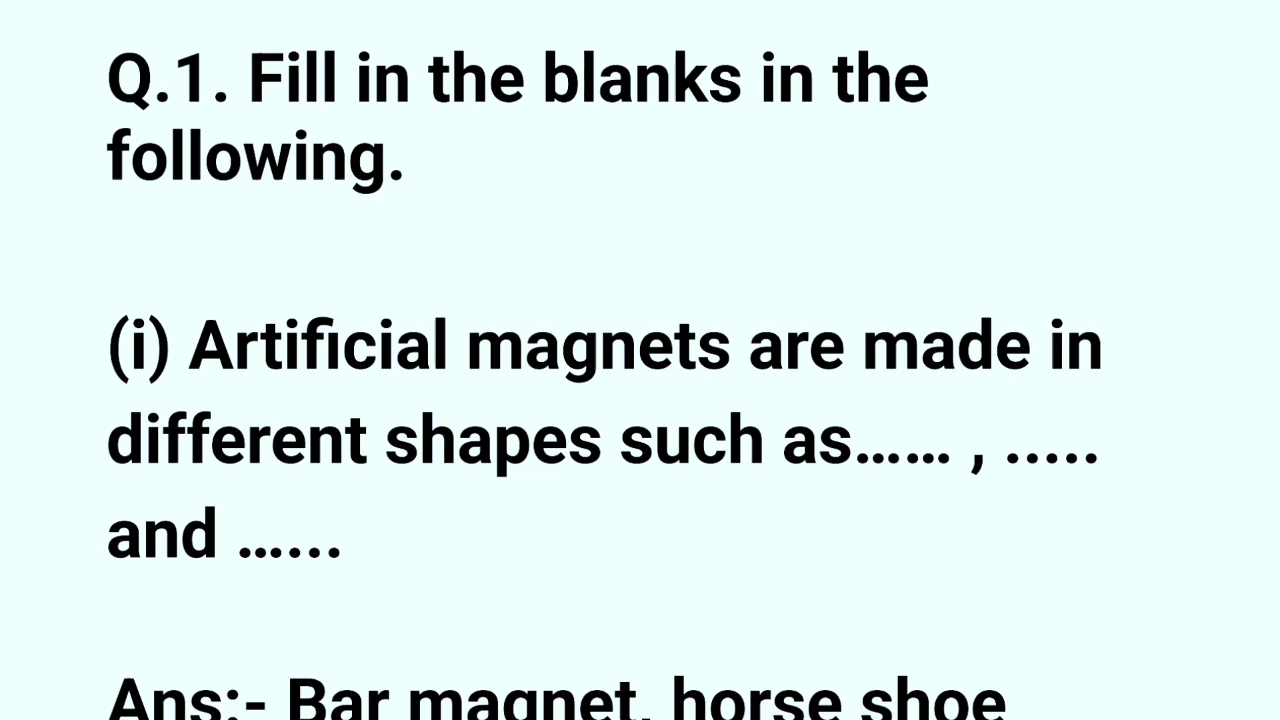 Q.1. Fill in the blanks in the
following.
(i) Artificial magnets are made in
different shapes such as...... , .....
and ......
Ans:- Bar magnet, horse shoe